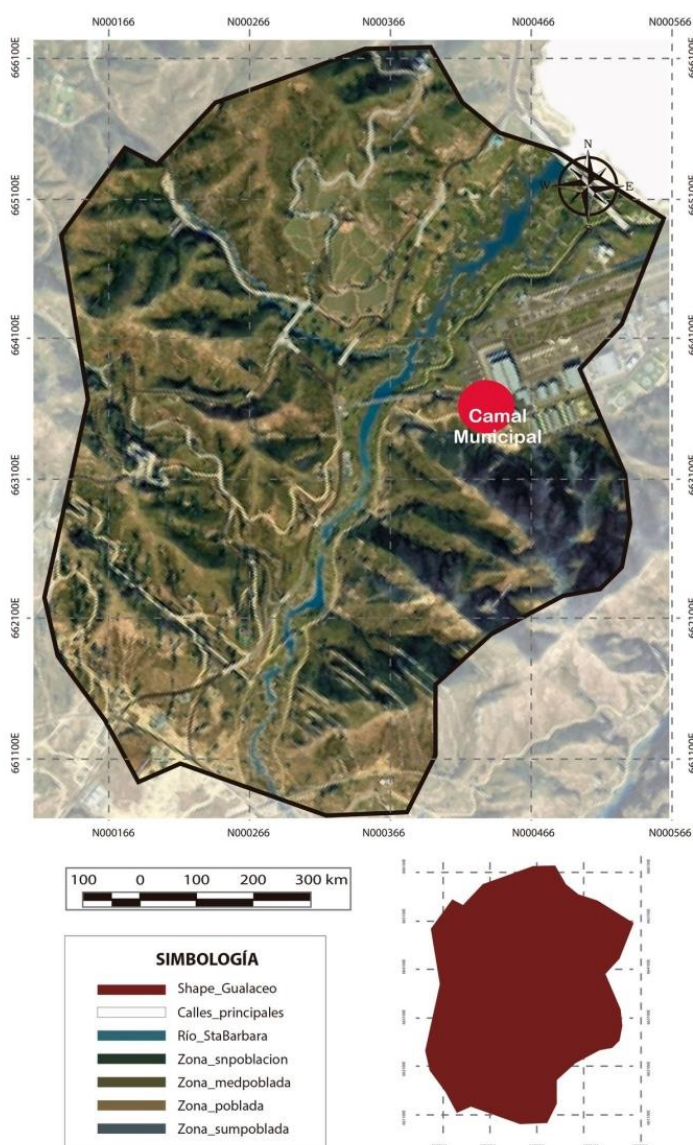 N000166 N000266 N000366 N000466 N000566
666100E 666100E
N
W E
665100E 665100E
664100E 664100E
Camal
Municipal
663100E 663100E
662100E 662100E
661100E 661100E
N000166 N000266 N000366 N000466 N000566
100 0 100 200 300 km
SIMBOLOGÍA
Shape_Gualaceo
Calles_principales
Río_StaBarbara
Zona_snpoblacion
Zona_medpoblada
Zona_poblada
Zona_sumpoblada